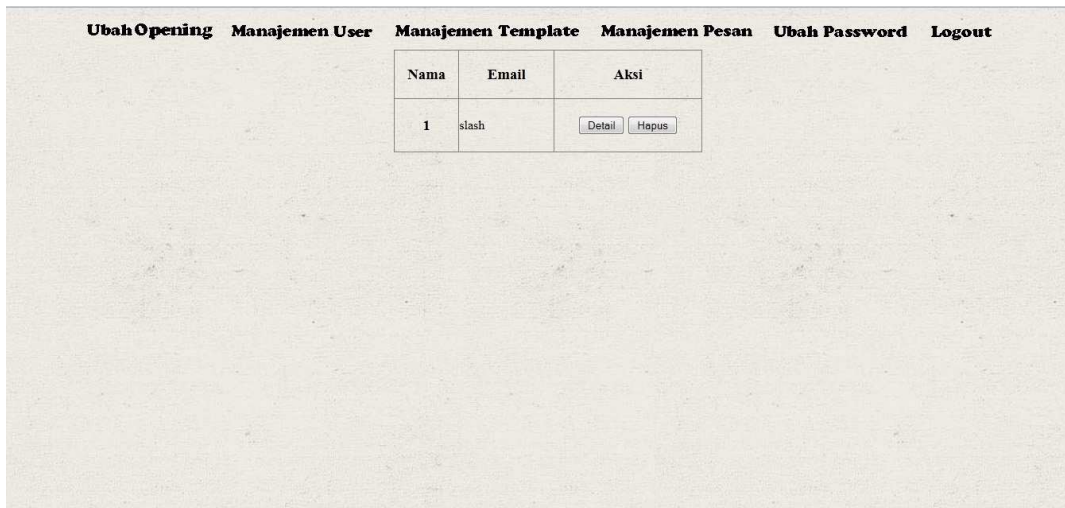 Ubah Opening Manajemen User Manajemen Template Manajemen Pesan Ubah Password Logout
Nama Email Aksi
1 slash Detail Hapus